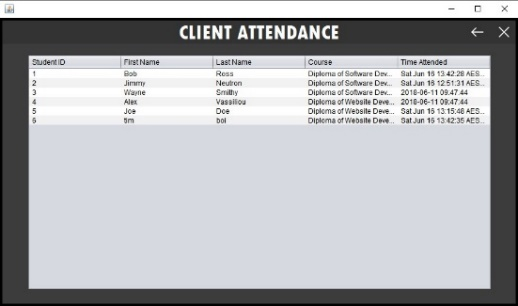 CLIENT ATTENDANCE
Student ID First Name Last Name Course Time Attended
1 Bob Ross Diploma of Software Dev... Sat Jun 16 13:42:28 AES...
2 Jimmy Neutron Diploma of Software Dev... Sat Jun 16 12:51:31 AES...
3 Wayne Smithy Diploma of Software Dev... 2018-06-11 09:47:44
4 Alex Vassiliou Diploma of Website Deve... 2018-06-11 09:47:44
5 Joe Doe Diploma of Website Deve... Sat Jun 16 13:15:48 AES...
6 tim boi Diploma of Website Deve... Sat Jun 16 13:42:35 AES...